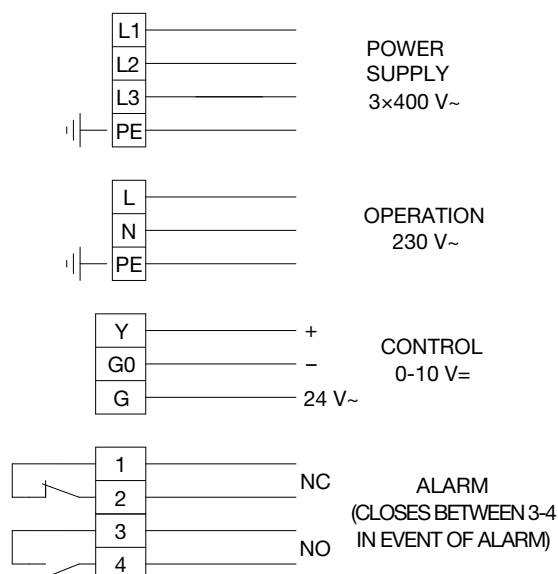 L1
L2
L3
PE
POWER
SUPPLY
3×400 V~
L
N
PE
OPERATION
230 V~
Y +
G0 −
G 24 V~
CONTROL
0-10 V=
1
2
NC
3
4
NO
ALARM
(CLOSES BETWEEN 3-4
IN EVENT OF ALARM)